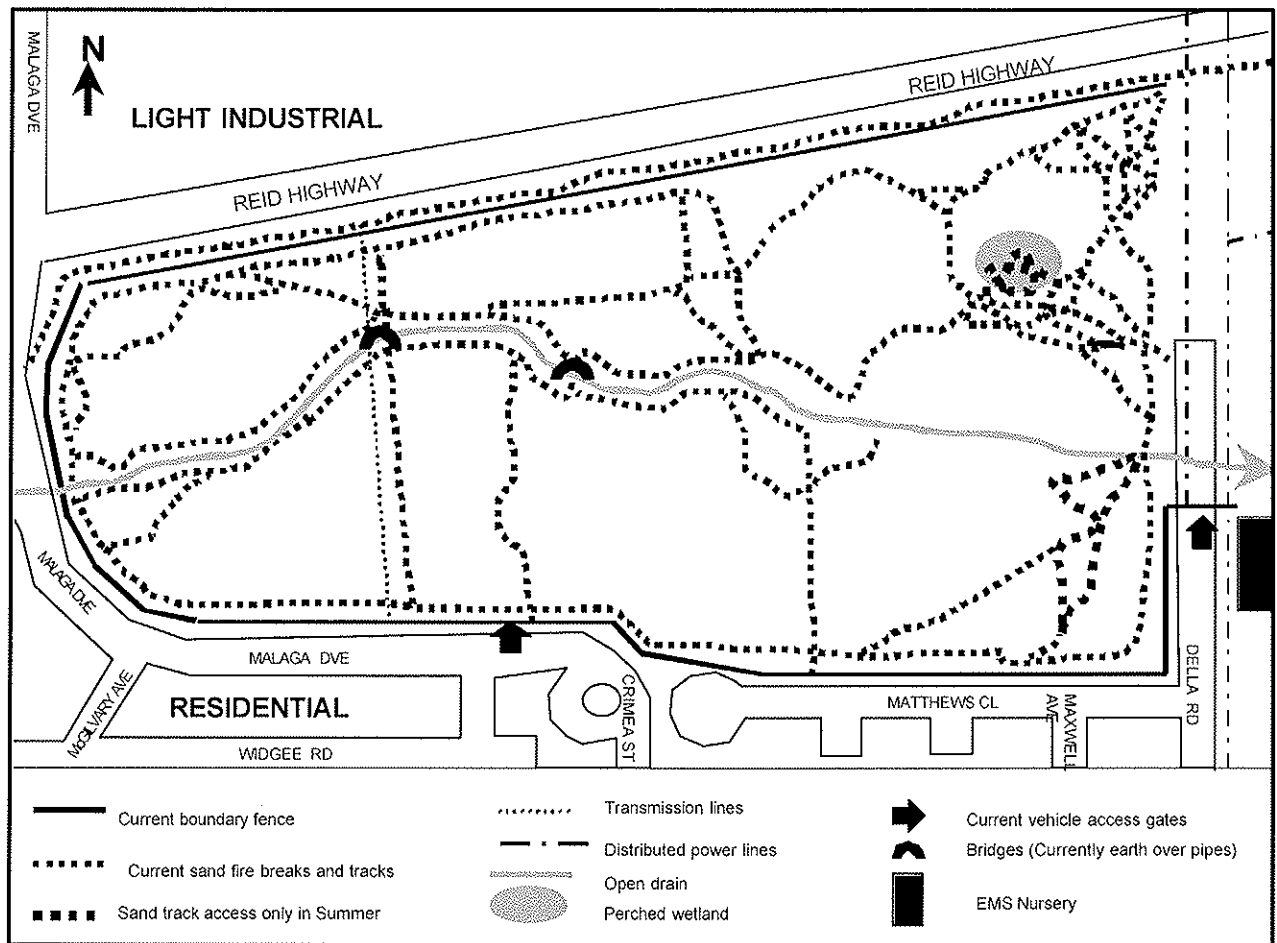 MALAGA DVE
N
LIGHT INDUSTRIAL
REID HIGHWAY
REID HIGHWAY
MALAGA DVE
MALAGA DVE
McGILVARY AVE
RESIDENTIAL
WIDGEE RD
CRIMEA ST
MATTHEWS CL
MAXWELL
AVE
DELLA RD
Current boundary fence
Current sand fire breaks and tracks
Sand track access only in Summer
Transmission lines
Distributed power lines
Open drain
Perched wetland
Current vehicle access gates
Bridges (Currently earth over pipes)
EMS Nursery